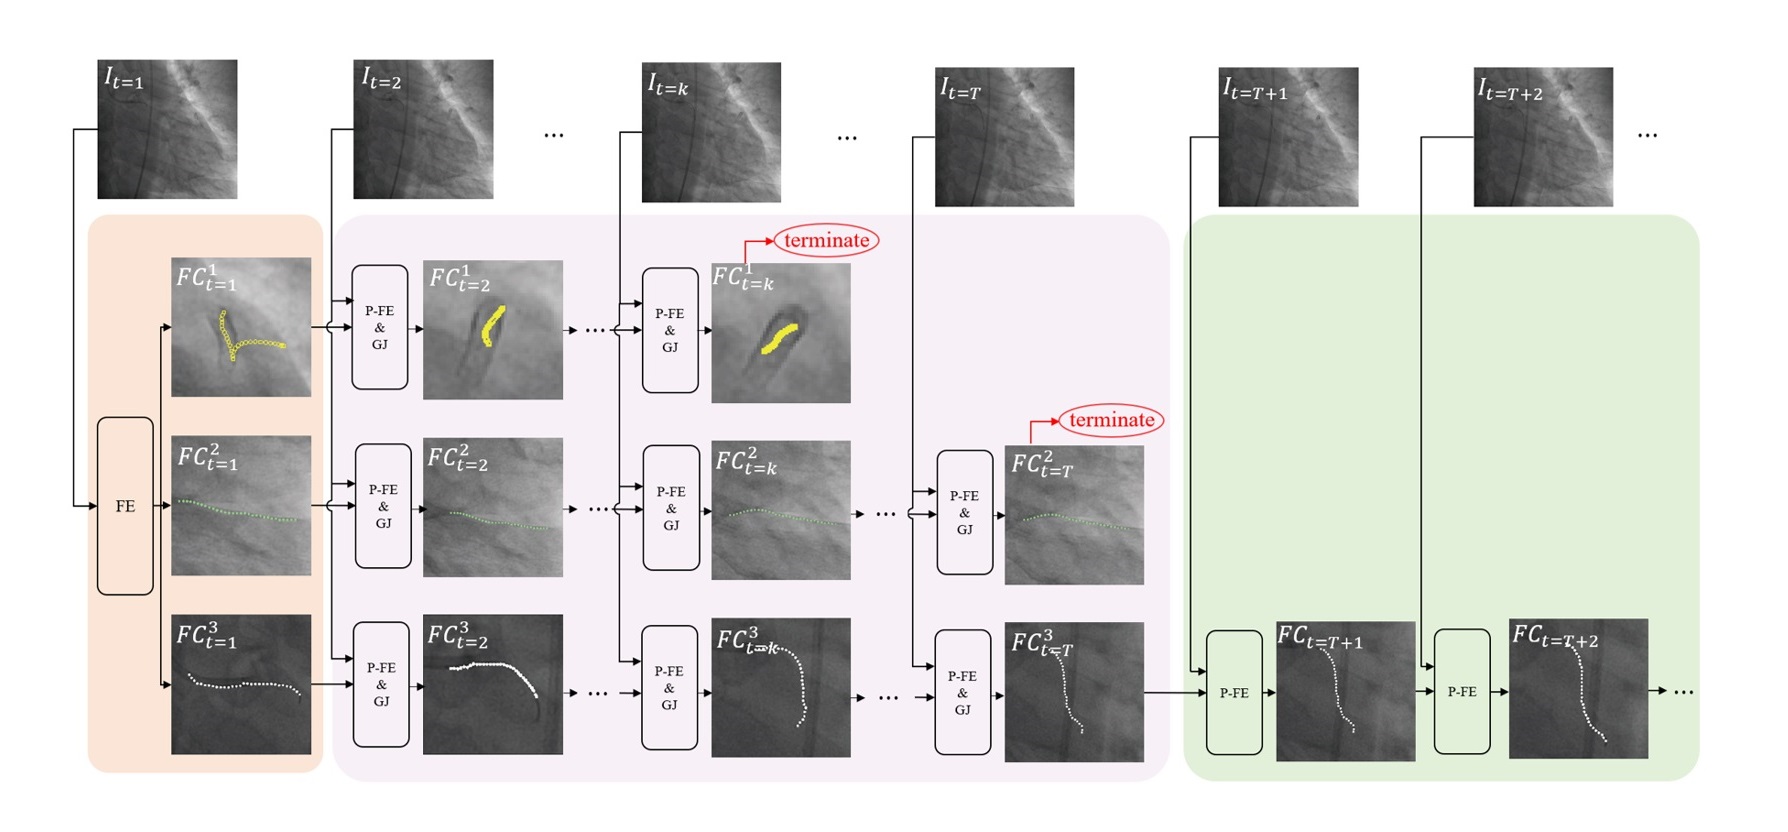 I_{t=1}
I_{t=2}
...
I_{t=k}
...
I_{t=T}
I_{t=T+1}
I_{t=T+2}
...
terminate
FC^1_{t=1}
P-FE
&
GJ
FC^1_{t=2}
...
P-FE
&
GJ
FC^1_{t=k}
terminate
FE
FC^2_{t=1}
P-FE
&
GJ
FC^2_{t=2}
...
P-FE
&
GJ
FC^2_{t=k}
...
P-FE
&
GJ
FC^2_{t=T}
FC^3_{t=1}
P-FE
&
GJ
FC^3_{t=2}
...
P-FE
&
GJ
FC^3_{t=k}
...
P-FE
&
GJ
FC^3_{t=T}
P-FE
FC_{t=T+1}
P-FE
FC_{t=T+2}
...